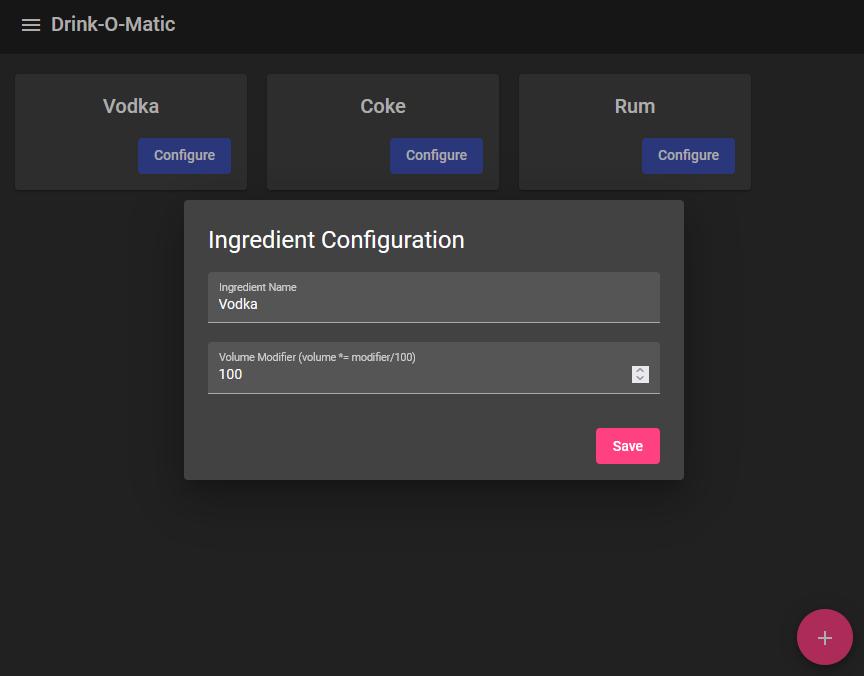 Drink-O-Matic
Vodka
Coke
Rum
Configure
Configure
Configure
Ingredient Configuration
Ingredient Name
Vodka
Volume Modifier (volume *= modifier/100)
100
Save
+